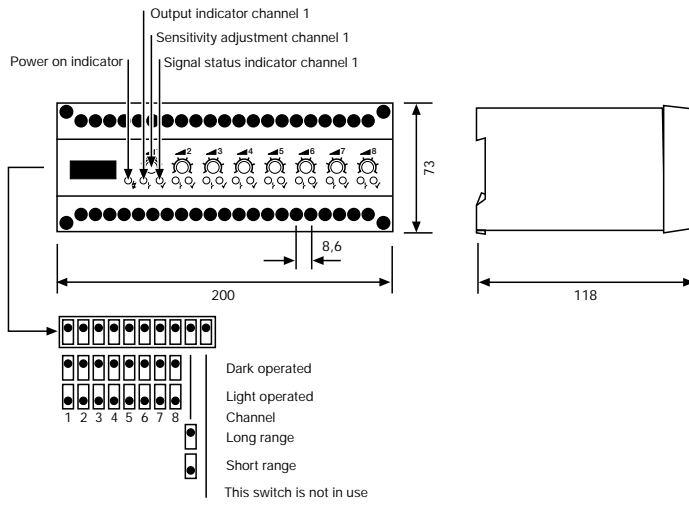 Output indicator channel 1
Sensitivity adjustment channel 1
Power on indicator
Signal status indicator channel 1
1 2 3 4 5 6 7 8
73
8,6
200
118
Dark operated
Light operated
1 2 3 4 5 6 7 8
Channel
Long range
Short range
This switch is not in use